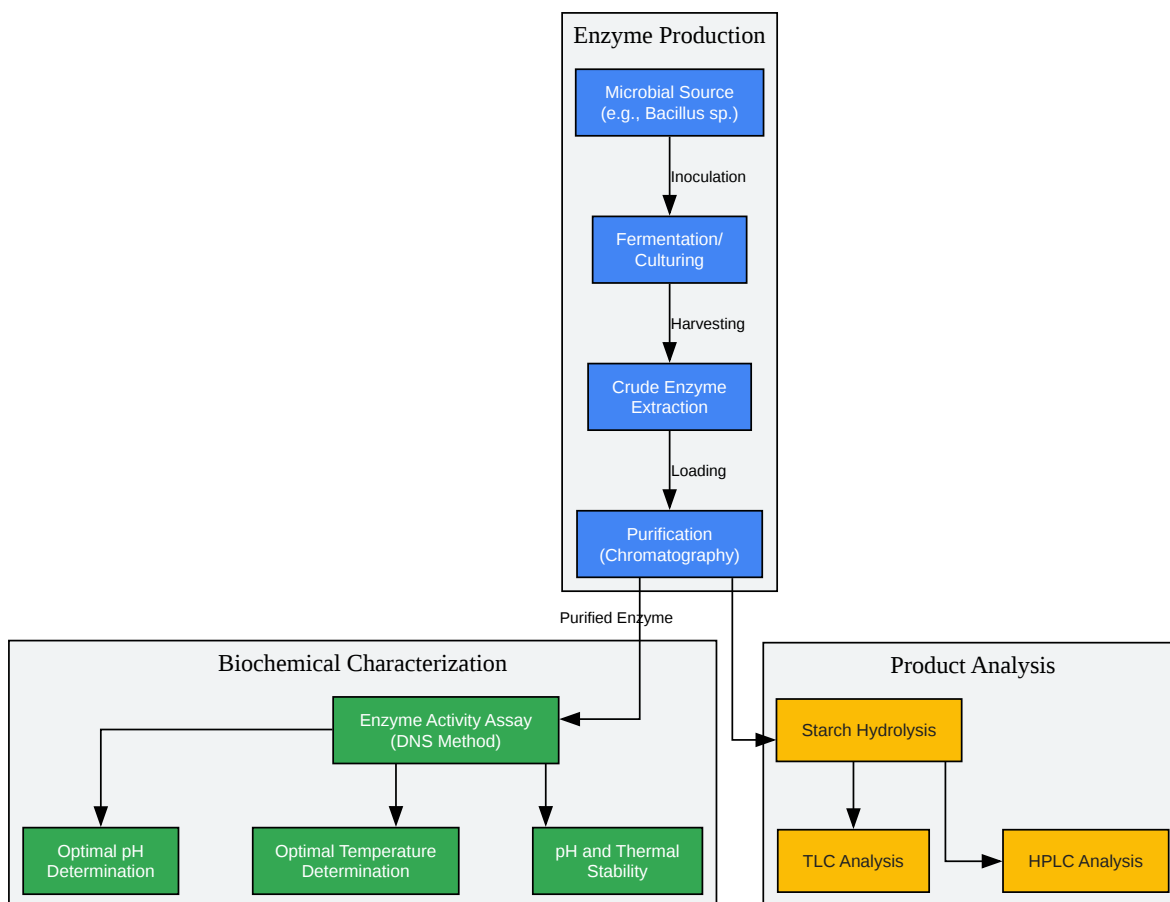 Enzyme Production
Microbial Source
(e.g., Bacillus sp.)
Inoculation
Fermentation/
Culturing
Harvesting
Crude Enzyme
Extraction
Loading
Purification
(Chromatography)
Purified Enzyme
Biochemical Characterization
Enzyme Activity Assay
(DNS Method)
Optimal pH
Determination
Optimal Temperature
Determination
pH and Thermal
Stability
Product Analysis
Starch Hydrolysis
TLC Analysis
HPLC Analysis